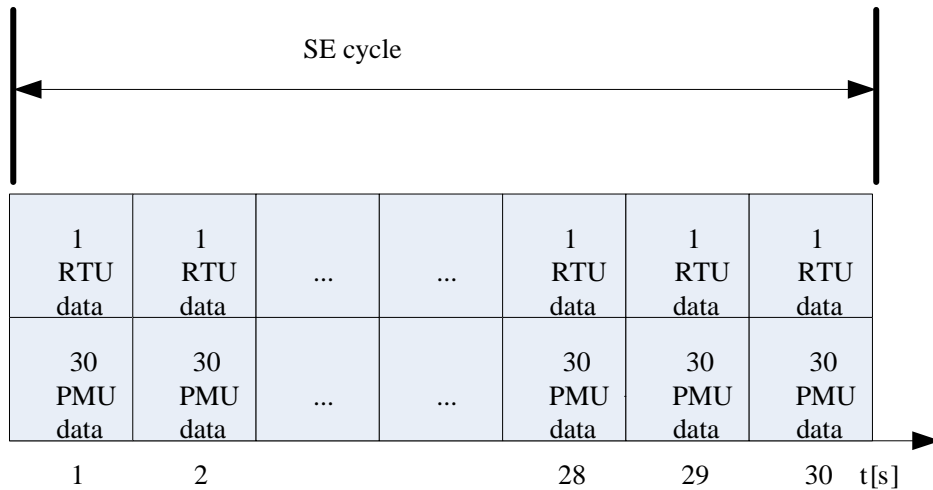 SE cycle
1 RTU data
1 RTU data
...
...
1 RTU data
1 RTU data
1 RTU data
30 PMU data
30 PMU data
...
...
30 PMU data
30 PMU data
30 PMU data
1 2 28 29 30 t[s]